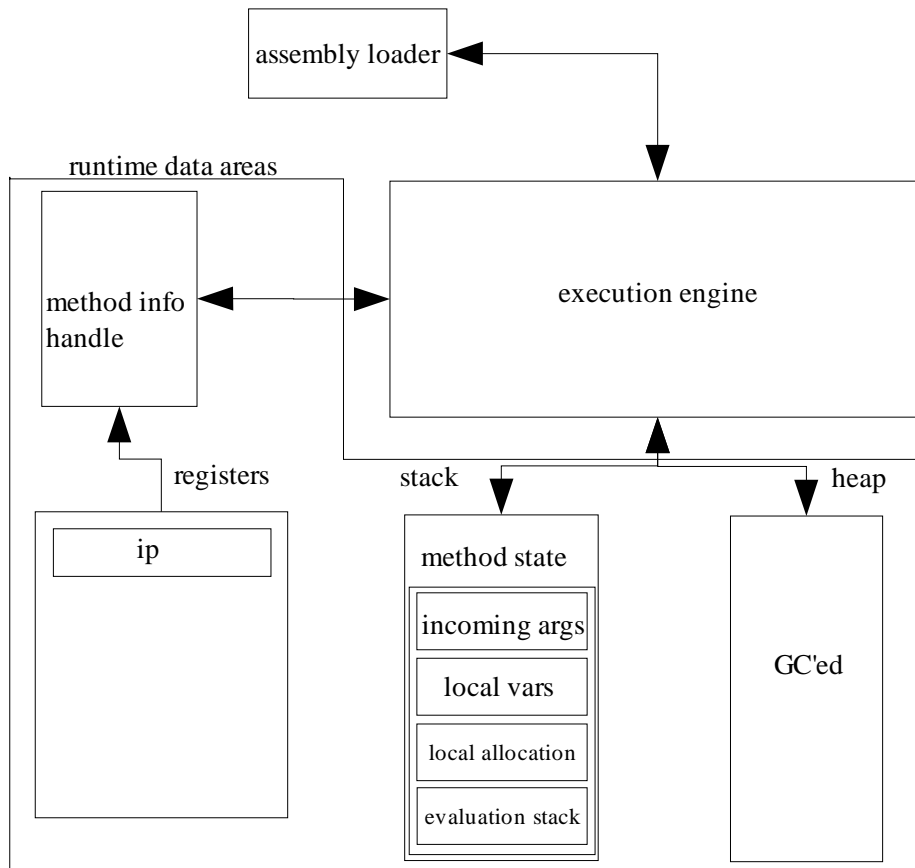 assembly loader
runtime data areas
method info
handle
execution engine
registers
stack
heap
ip
method state
incoming args
local vars
local allocation
evaluation stack
GC'ed